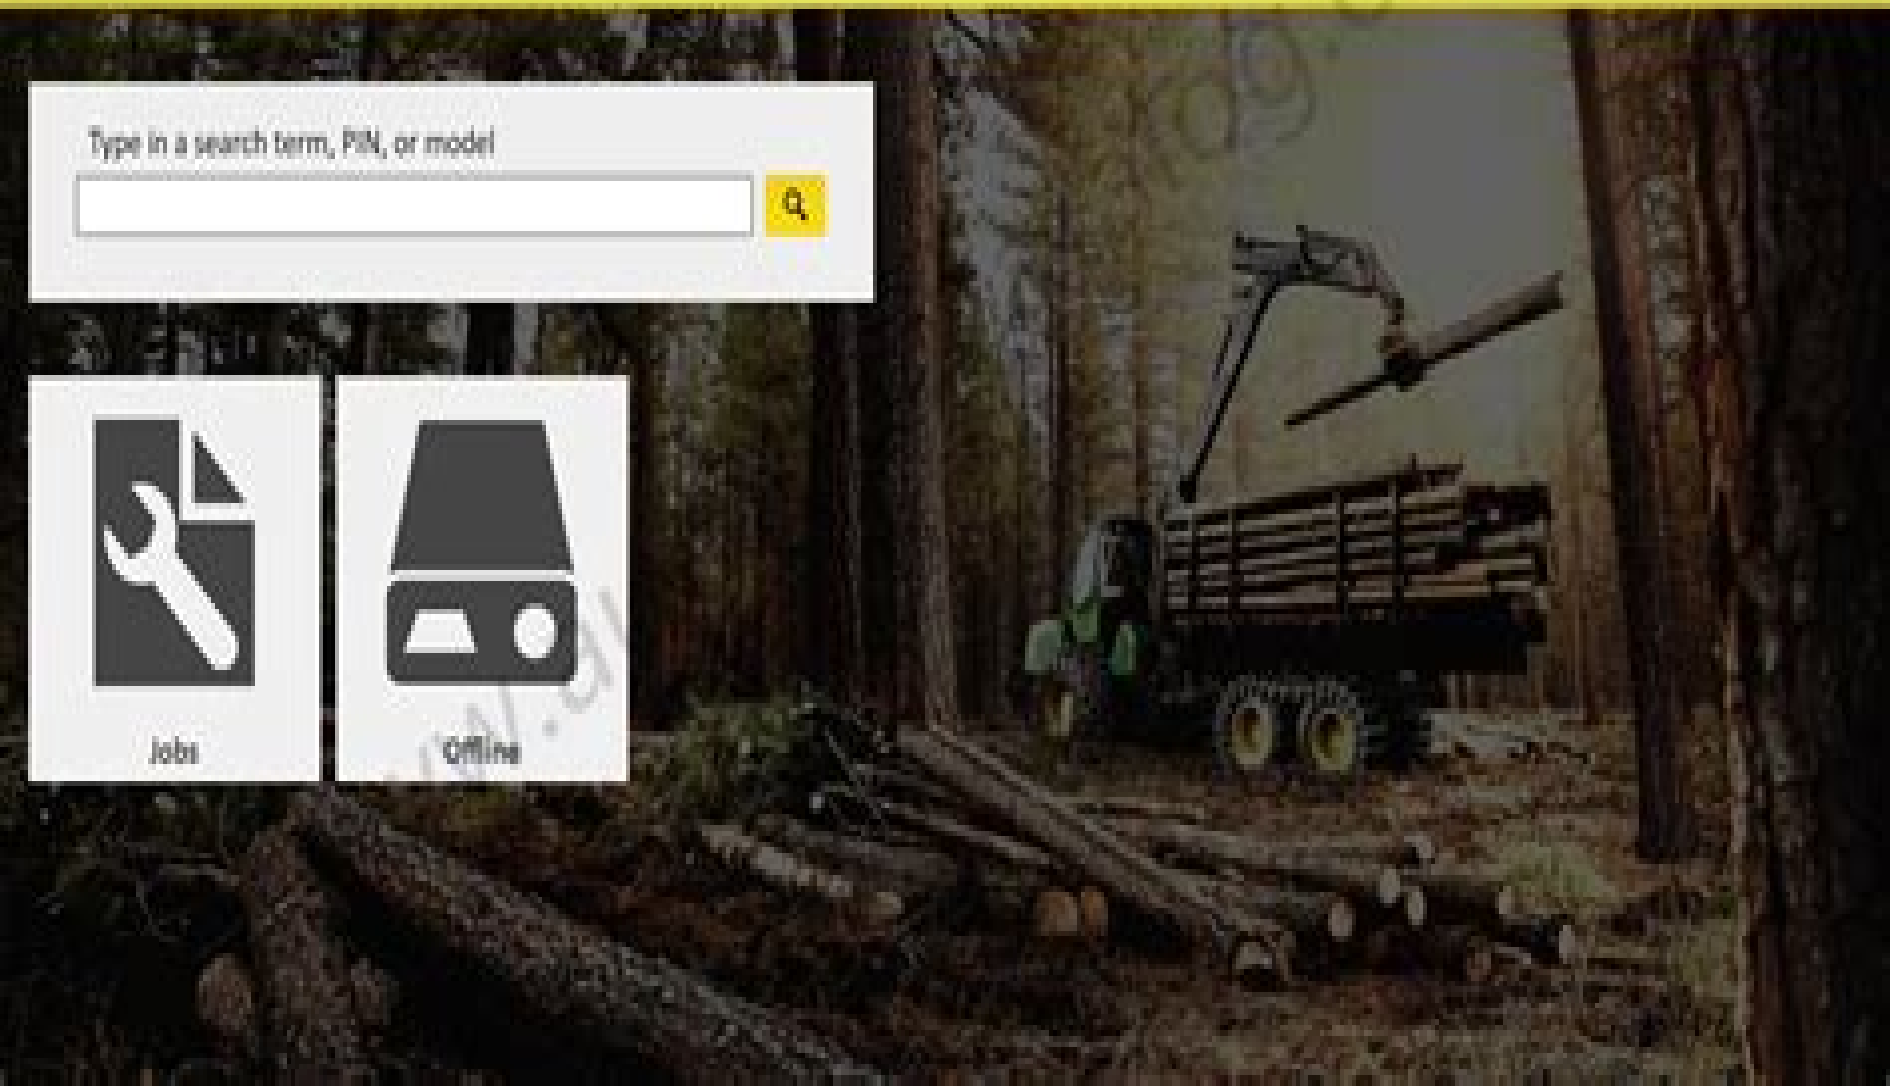 Type in a search term, PIN, or model
Jobs
Offline